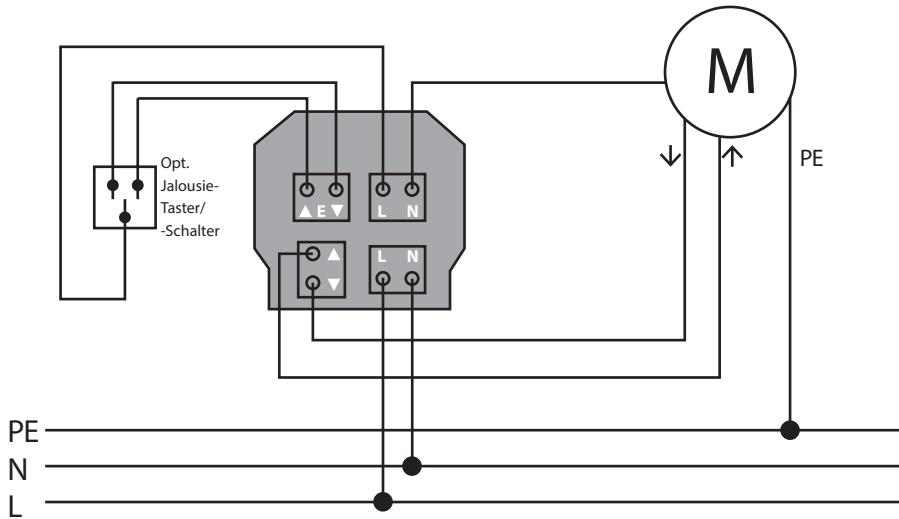 M
PE
Opt.
Jalousie-
Taster/
-Schalter
▲ E ▼
L N
▲
▼
L N
PE
N
L